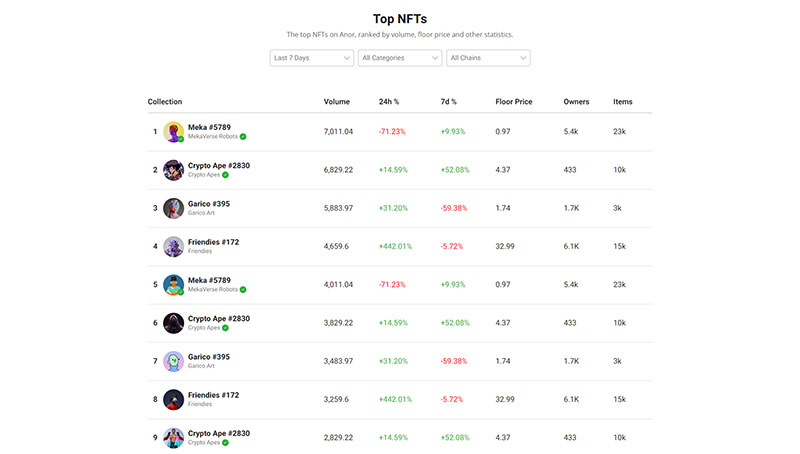 Top NFTs
The top NFTs on Anor, ranked by volume, floor price and other statistics.
Last 7 Days All Categories All Chains
Collection Volume 24h % 7d % Floor Price Owners Items
1 Meka #5789 7,011.04 -71.23% +9.93% 0.97 5.4k 23k
MekaVerse Robots
2 Crypto Ape #2830 6,829.22 +14.59% +52.08% 4.37 433 10k
Crypto Apes
3 Garico #395 5,883.97 +31.20% -59.38% 1.74 1.7K 3k
Garico Art
4 Friendies #172 4,659.6 +442.01% -5.72% 32.99 6.1K 15k
Friendies
5 Meka #5789 4,011.04 -71.23% +9.93% 0.97 5.4k 23k
MekaVerse Robots
6 Crypto Ape #2830 3,829.22 +14.59% +52.08% 4.37 433 10k
Crypto Apes
7 Garico #395 3,483.97 +31.20% -59.38% 1.74 1.7K 3k
Garico Art
8 Friendies #172 3,259.6 +442.01% -5.72% 32.99 6.1K 15k
Friendies
9 Crypto Ape #2830 2,829.22 +14.59% +52.08% 4.37 433 10k
Crypto Apes